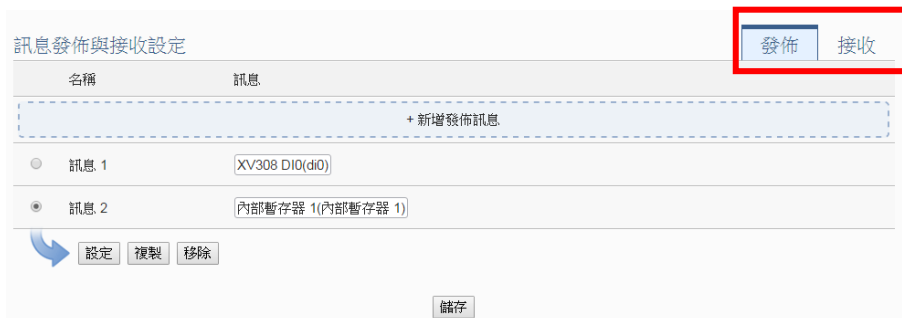 訊息發佈與接收設定 發佈 接收
名稱 訊息
+ 新增發佈訊息
訊息 1 XV308 DI0(di0)
訊息 2 內部暫存器 1(內部暫存器 1)
設定 複製 移除
儲存